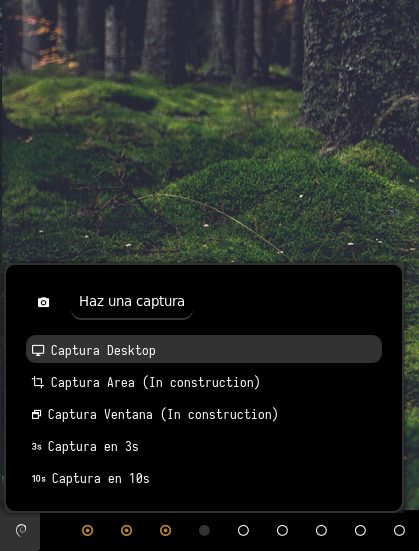 Haz una captura
Captura Desktop
Captura Area (In construction)
Captura Ventana (In construction)
3s Captura en 3s
10s Captura en 10s